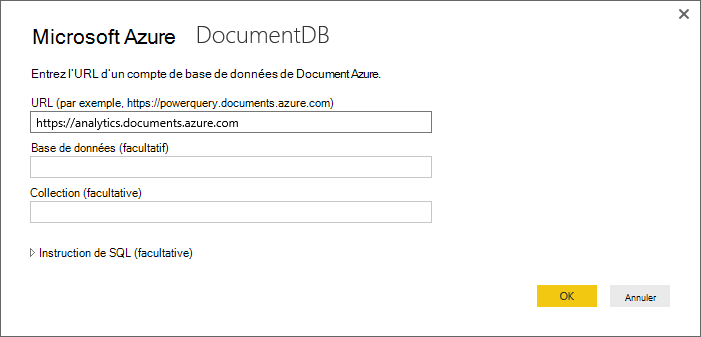 Microsoft Azure DocumentDB
Entrez l'URL d'un compte de base de données de Document Azure.
URL (par exemple, https://powerquery.documents.azure.com)
https://analytics.documents.azure.com
Base de données (facultatif)
Collection (facultative)
Instruction de SQL (facultative)
OK Annuler